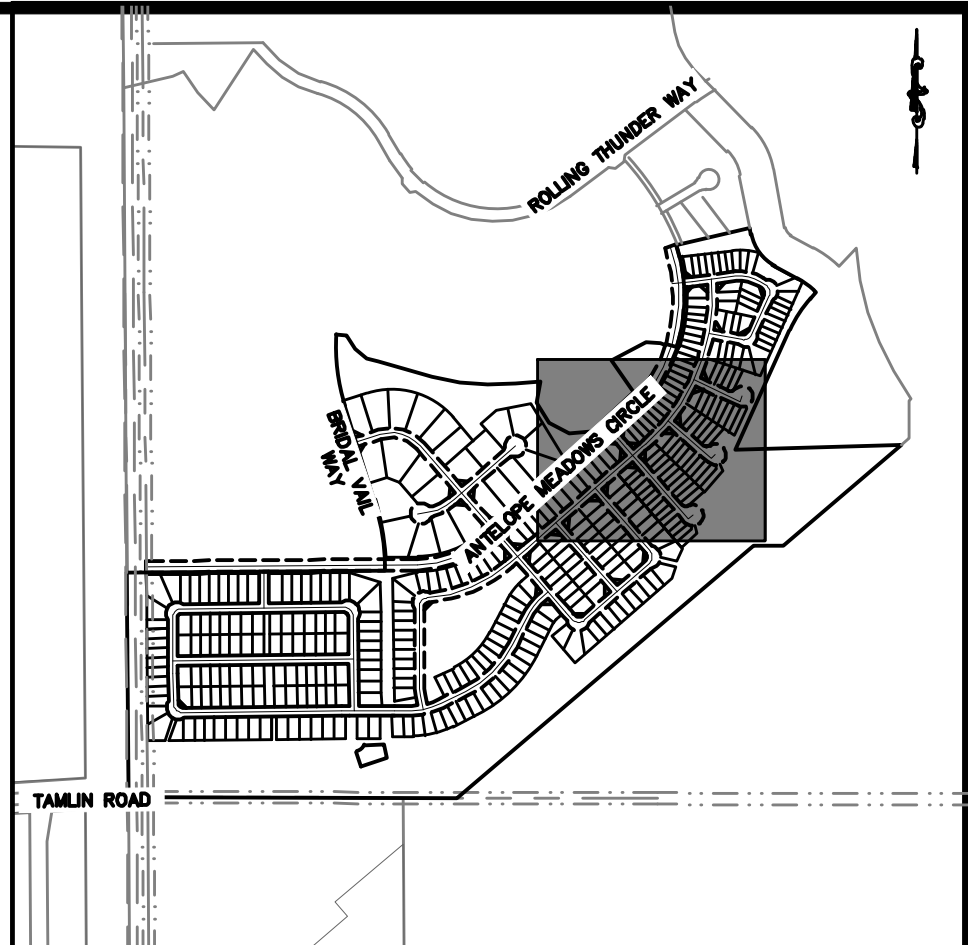 ROLLING THUNDER WAY
BRIDAL VAIL
WAY
ANTELOPE MEADOWS CIRCLE
TAMLIN ROAD